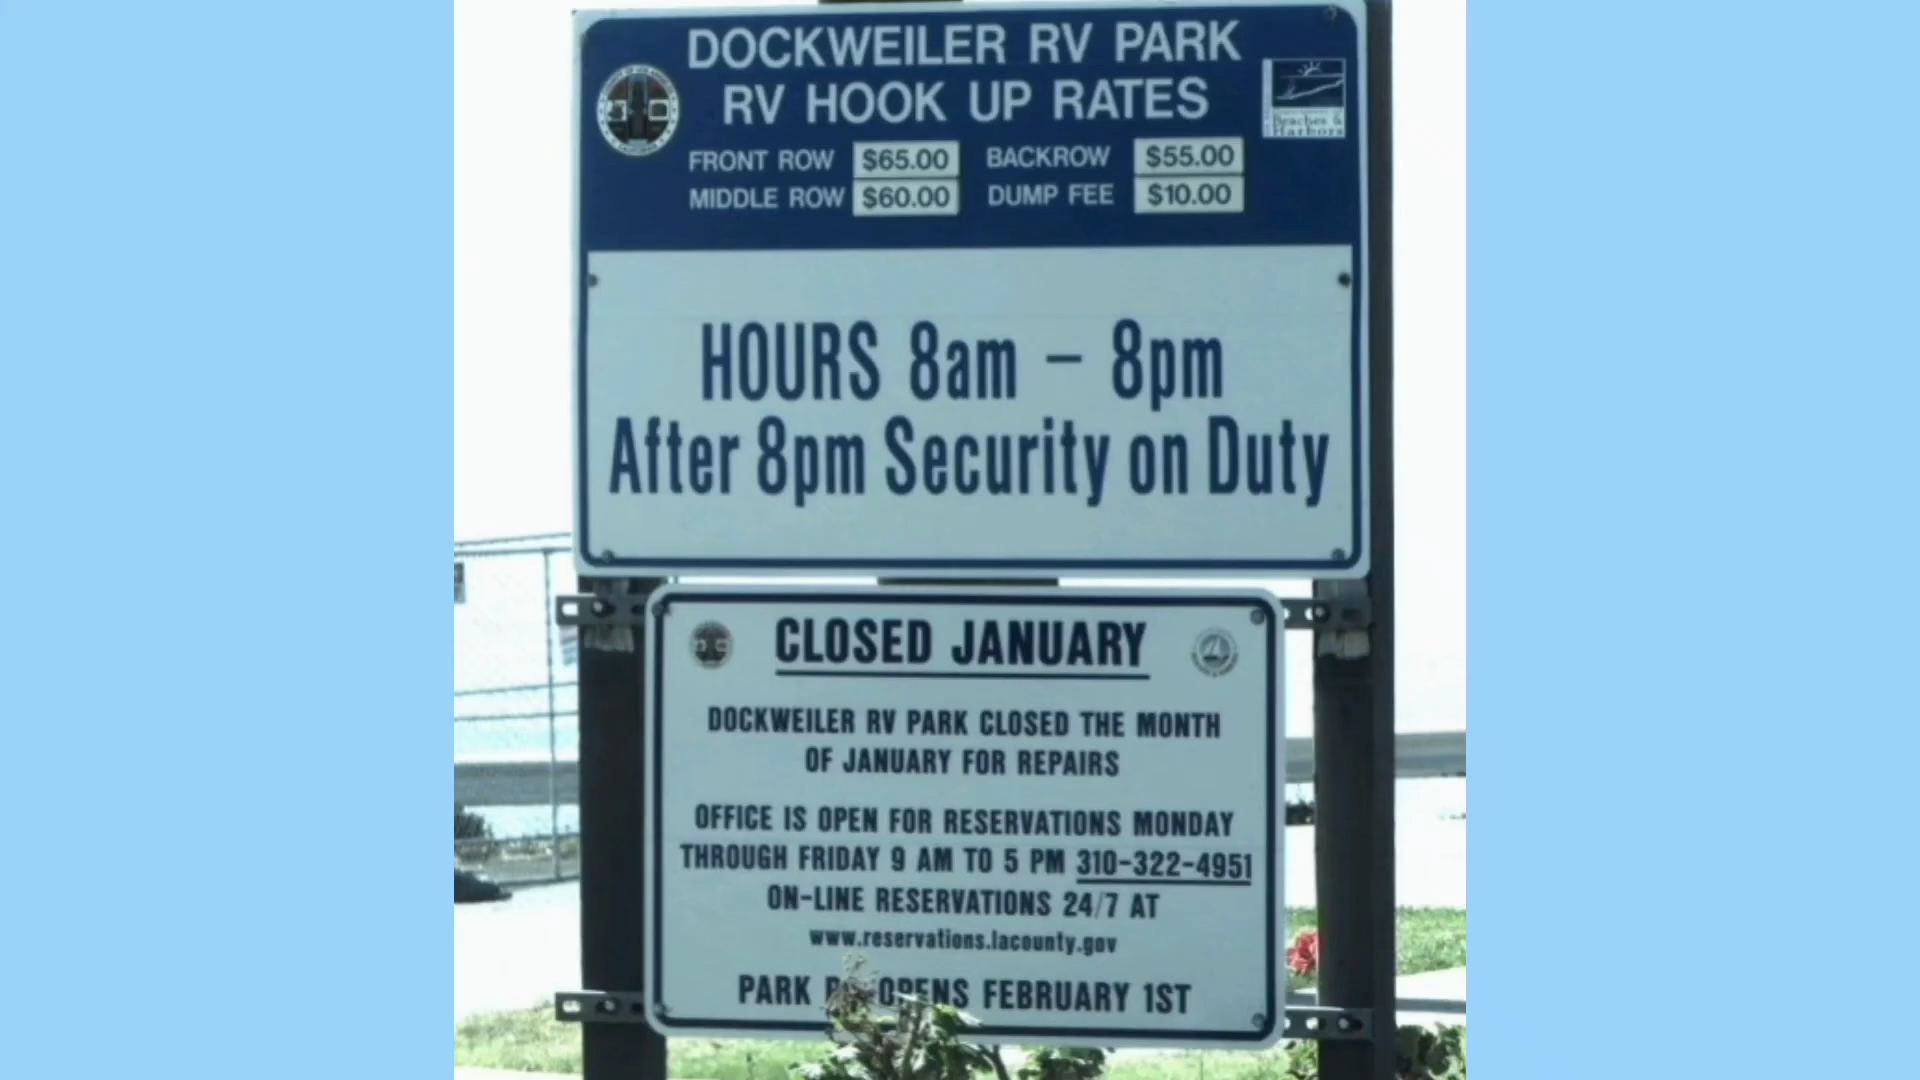 DOCKWEILER RV PARK
RV HOOK UP RATES
FRONT ROW $65.00 BACKROW $55.00
MIDDLE ROW $60.00 DUMP FEE $10.00
Beaches &
Harbors
HOURS 8am – 8pm
After 8pm Security on Duty
CLOSED JANUARY
DOCKWEILER RV PARK CLOSED THE MONTH
OF JANUARY FOR REPAIRS
OFFICE IS OPEN FOR RESERVATIONS MONDAY
THROUGH FRIDAY 9 AM TO 5 PM 310-322-4951
ON-LINE RESERVATIONS 24/7 AT
www.reservations.lacounty.gov
PARK FEBRUARY 1ST